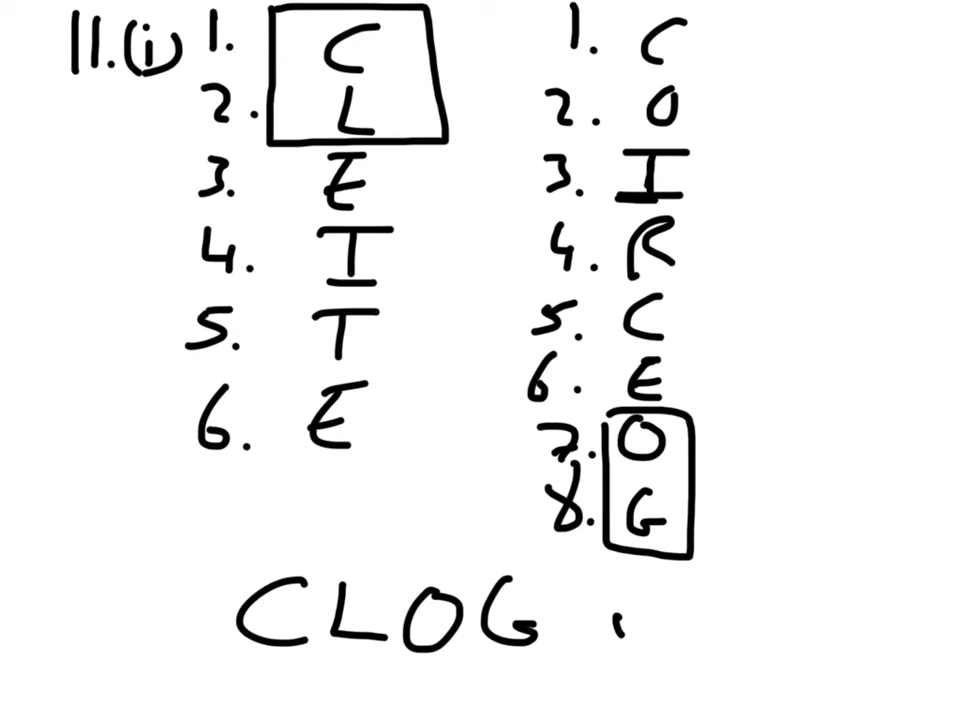 11.(i) 1. C 1. C
2. L 2. O
3. E 3. I
4. I 4. R
5. T 5. C
6. E 6. E
7. O
8. G
CLOG